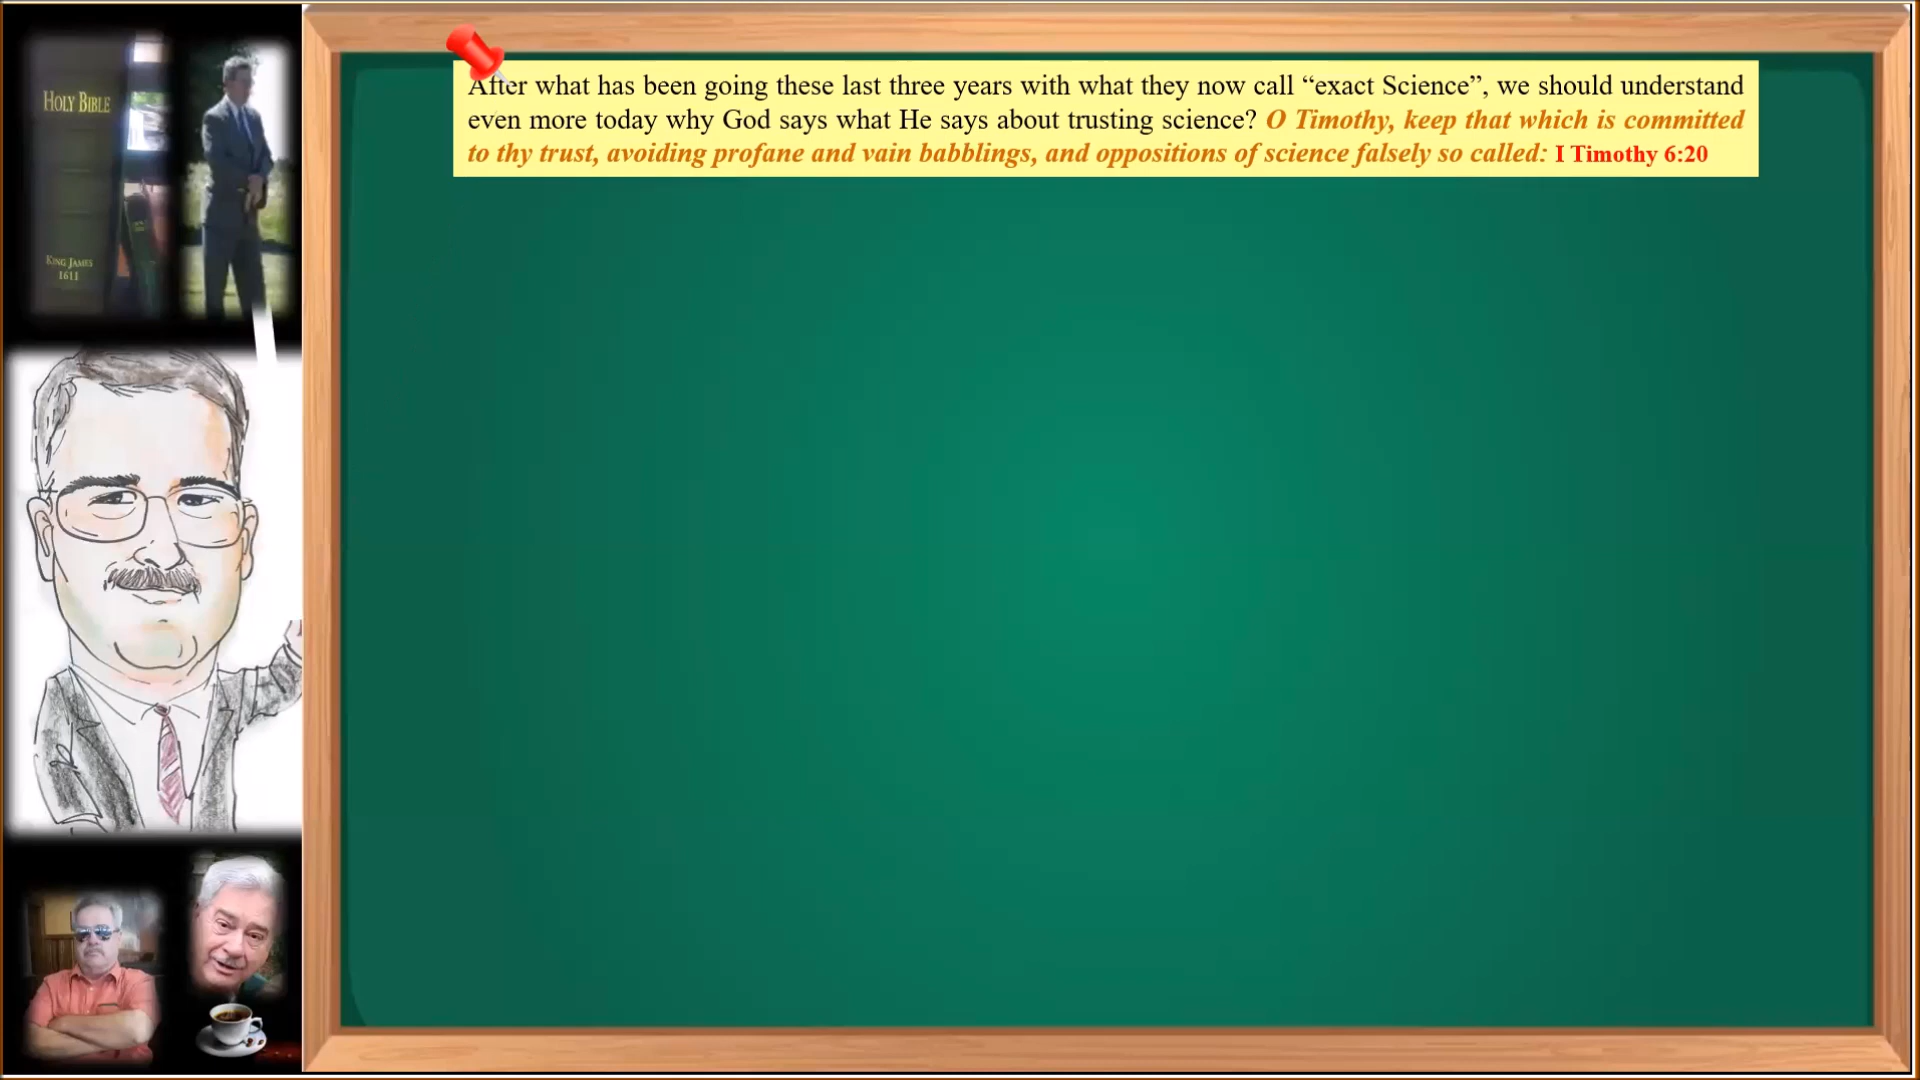 HOLY BIBLE
KING JAMES
1611
After what has been going these last three years with what they now call “exact Science”, we should understand
even more today why God says what He says about trusting science? O Timothy, keep that which is committed
to thy trust, avoiding profane and vain babblings, and oppositions of science falsely so called: I Timothy 6:20